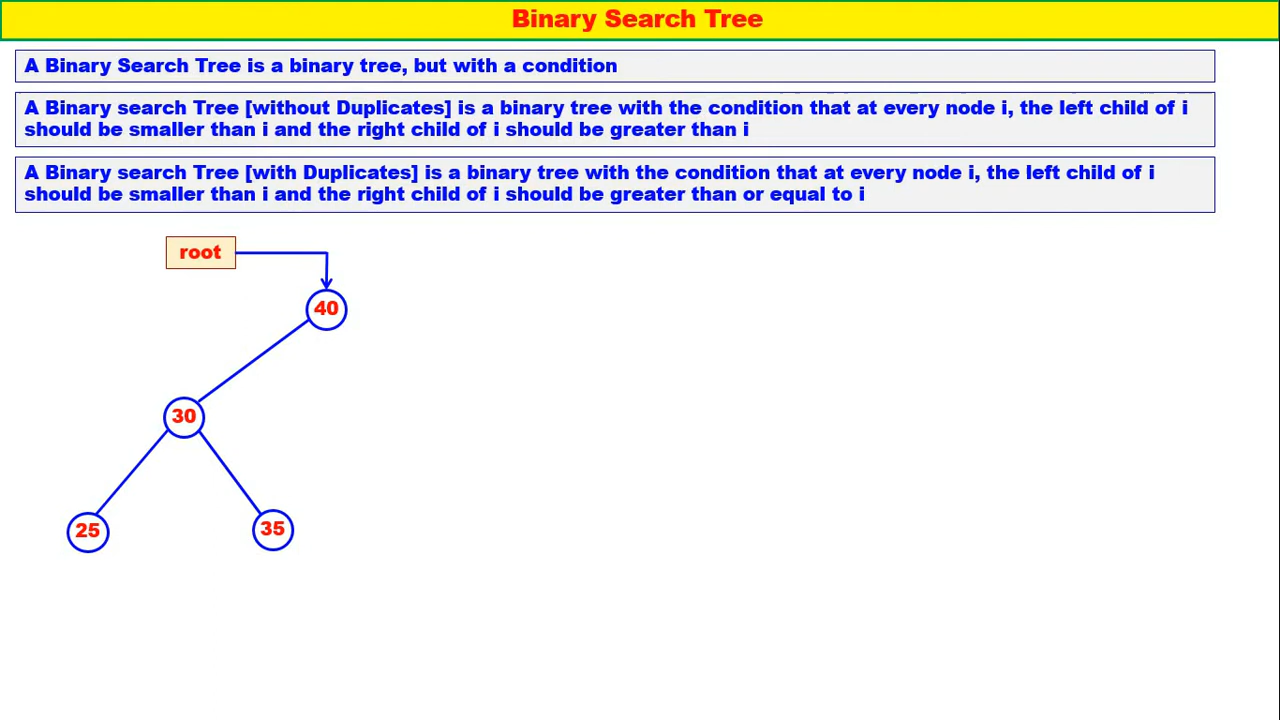 Binary Search Tree
A Binary Search Tree is a binary tree, but with a condition
A Binary search Tree [without Duplicates] is a binary tree with the condition that at every node i, the left child of i
should be smaller than i and the right child of i should be greater than i
A Binary search Tree [with Duplicates] is a binary tree with the condition that at every node i, the left child of i
should be smaller than i and the right child of i should be greater than or equal to i
root
40
30
25
35